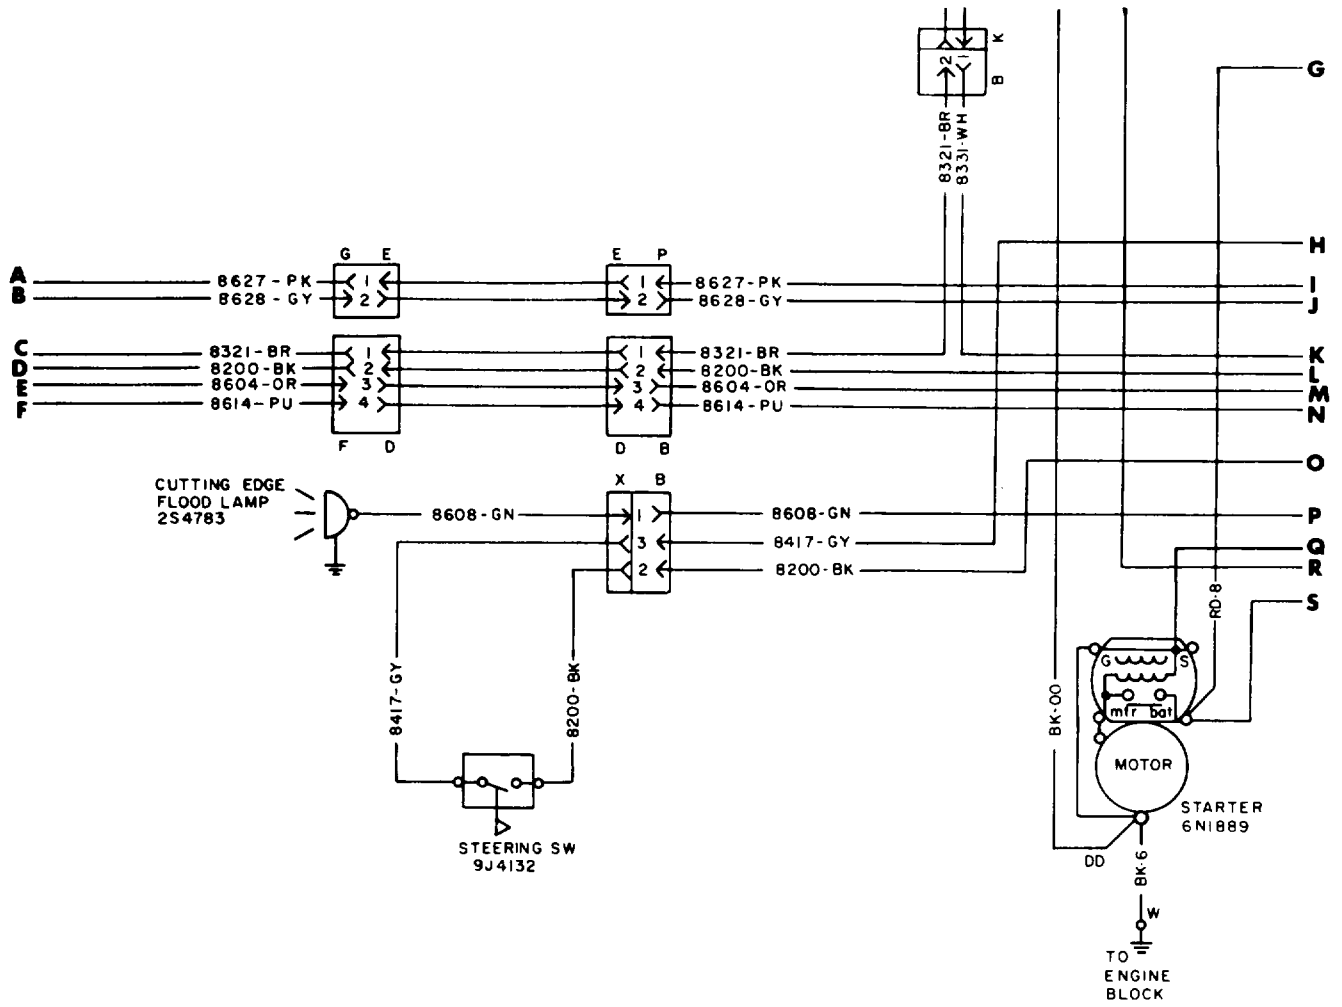 K
2 1
B
G
8321-BR
8331-WH
H
G E
E P
A
8627-PK
1
1
8627-PK
I
B
8628-GY
2
2
8628-GY
J
C
8321-BR
1
1
8321-BR
K
D
8200-BK
2
2
8200-BK
L
E
8604-OR
3
3
8604-OR
M
F
8614-PU
4
4
8614-PU
N
F D
D B
O
X B
CUTTING EDGE
FLOOD LAMP
2S4783
8608-GN
1
8608-GN
P
3
8417-GY
Q
2
8200-BK
R
RD-8
S
8417-GY
8200-BK
BK-00
G S
mfr bat
MOTOR
STARTER
6N1889
STEERING SW
9J4132
DD
BK-6
W
TO
ENGINE
BLOCK